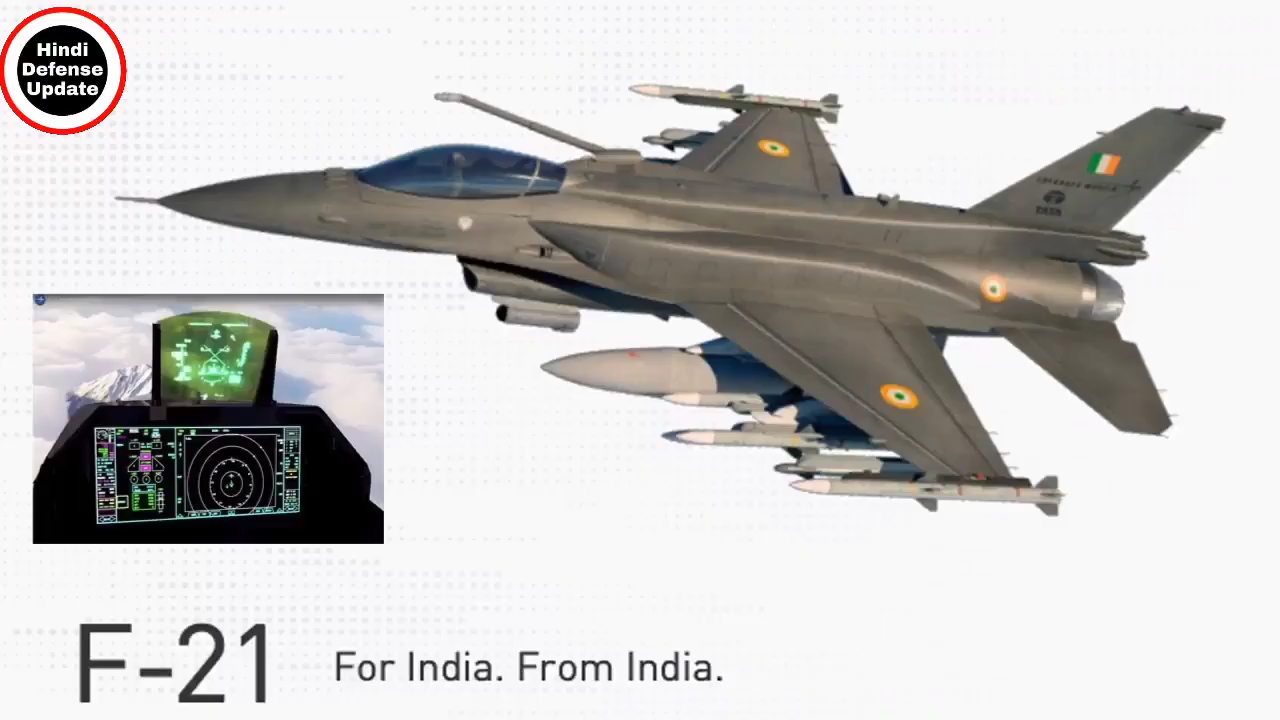 Hindi
Defense
Update
F-21
For India. From India.